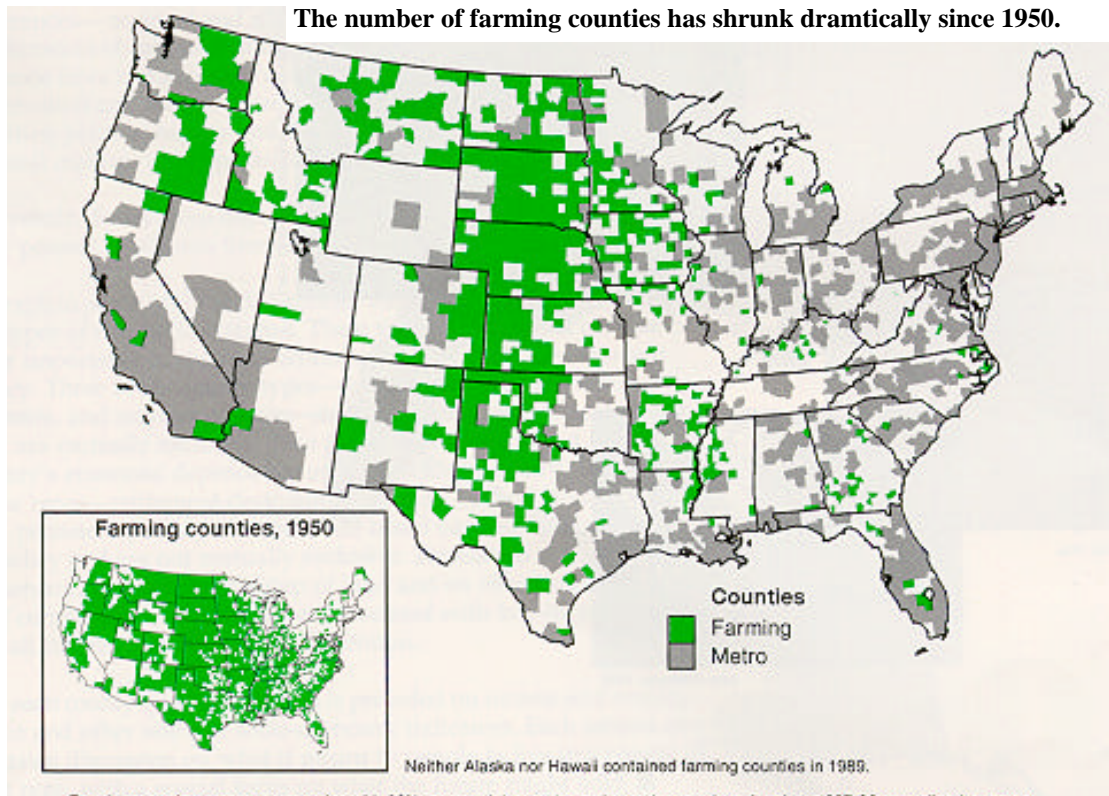 The number of farming counties has shrunk dramtically since 1950.
Farming counties, 1950
Counties
Farming
Metro
Neither Alaska nor Hawaii contained farming counties in 1989.